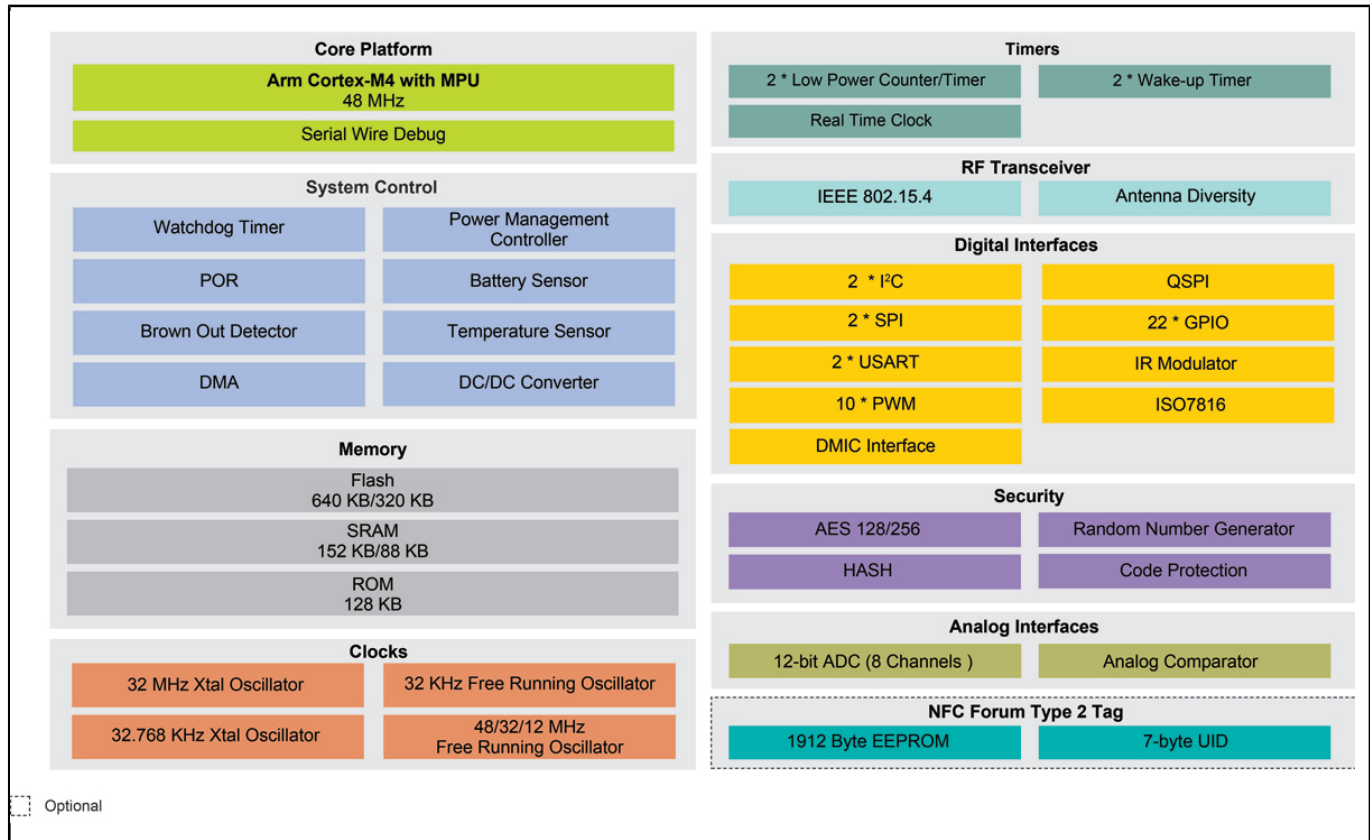 Core Platform
Arm Cortex-M4 with MPU
48 MHz
Serial Wire Debug
System Control
Watchdog Timer
Power Management
Controller
POR
Battery Sensor
Brown Out Detector
Temperature Sensor
DMA
DC/DC Converter
Memory
Flash
640 KB/320 KB
SRAM
152 KB/88 KB
ROM
128 KB
Clocks
32 MHz Xtal Oscillator
32 KHz Free Running Oscillator
32.768 KHz Xtal Oscillator
48/32/12 MHz
Free Running Oscillator
Timers
2 * Low Power Counter/Timer
2 * Wake-up Timer
Real Time Clock
RF Transceiver
IEEE 802.15.4
Antenna Diversity
Digital Interfaces
2 * I²C
QSPI
2 * SPI
22 * GPIO
2 * USART
IR Modulator
10 * PWM
ISO7816
DMIC Interface
Security
AES 128/256
Random Number Generator
HASH
Code Protection
Analog Interfaces
12-bit ADC (8 Channels )
Analog Comparator
NFC Forum Type 2 Tag
1912 Byte EEPROM
7-byte UID
Optional